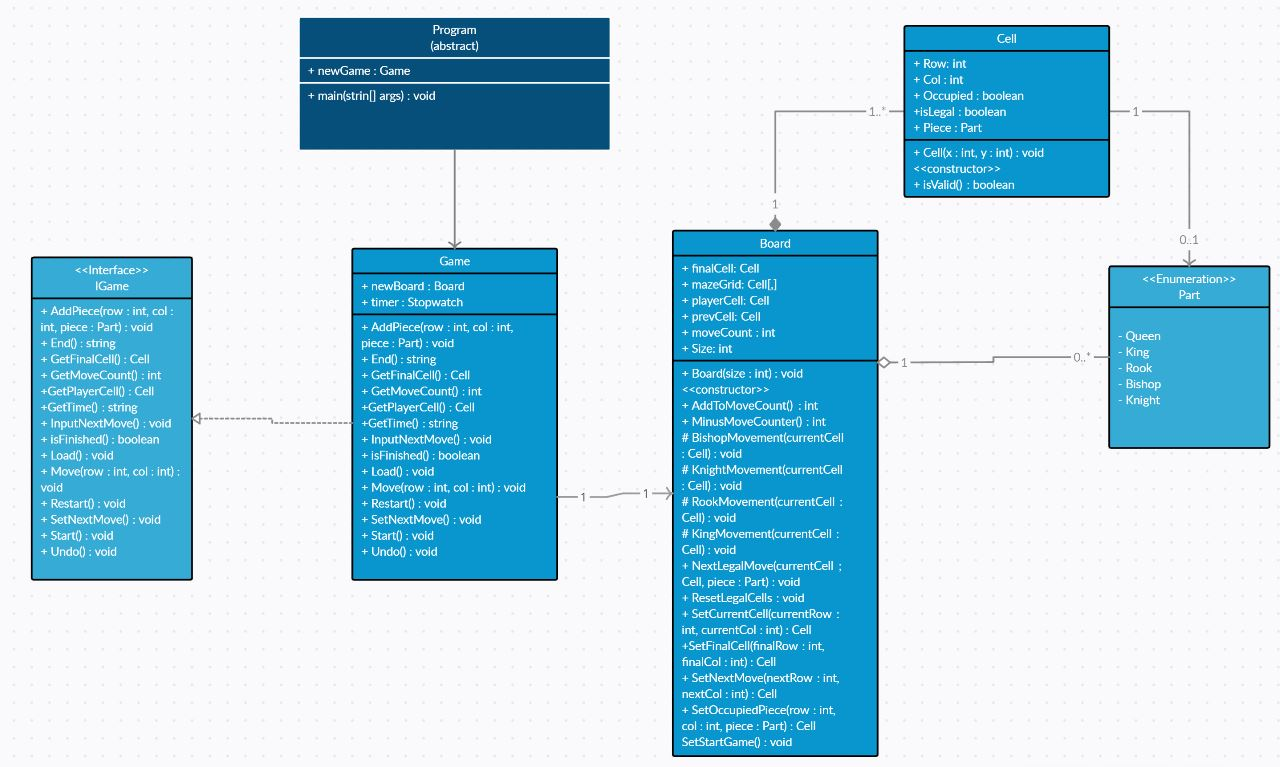 Program
(abstract)
+ newGame : Game
+ main(strin[] args) : void
Cell
+ Row: int
+ Col : int
+ Occupied : boolean
+isLegal : boolean
+ Piece : Part
+ Cell(x : int, y : int) : void
<<constructor>>
+ isValid() : boolean
1..*
1
1
0..1
<<Interface>>
IGame
+ AddPiece(row : int, col :
int, piece : Part) : void
+ End() : string
+ GetFinalCell() : Cell
+ GetMoveCount() : int
+GetPlayerCell() : Cell
+GetTime() : string
+ InputNextMove() : void
+ isFinished() : boolean
+ Load() : void
+ Move(row : int, col : int) :
void
+ Restart() : void
+ SetNextMove() : void
+ Start() : void
+ Undo() : void
Game
+ newBoard : Board
+ timer : Stopwatch
+ AddPiece(row : int, col : int,
piece : Part) : void
+ End() : string
+ GetFinalCell() : Cell
+ GetMoveCount() : int
+GetPlayerCell() : Cell
+GetTime() : string
+ InputNextMove() : void
+ isFinished() : boolean
+ Load() : void
+ Move(row : int, col : int) : void
+ Restart() : void
+ SetNextMove() : void
+ Start() : void
+ Undo() : void
1
1
Board
+ finalCell: Cell
+ mazeGrid: Cell[,]
+ playerCell: Cell
+ prevCell: Cell
+ moveCount : int
+ Size: int
+ Board(size : int) : void
<<constructor>>
+ AddToMoveCount() : int
+ MinusMoveCounter() : int
# BishopMovement(currentCell
: Cell) : void
# KnightMovement(currentCell
: Cell) : void
# RookMovement(currentCell :
Cell) : void
# KingMovement(currentCell :
Cell) : void
+ NextLegalMove(currentCell ;
Cell, piece : Part) : void
+ ResetLegalCells : void
+ SetCurrentCell(currentRow :
int, currentCol : int) : Cell
+SetFinalCell(finalRow : int,
finalCol : int) : Cell
+ SetNextMove(nextRow : int,
nextCol : int) : Cell
+ SetOccupiedPiece(row : int,
col : int, piece : Part) : Cell
SetStartGame() : void
1
0..*
<<Enumeration>>
Part
- Queen
- King
- Rook
- Bishop
- Knight